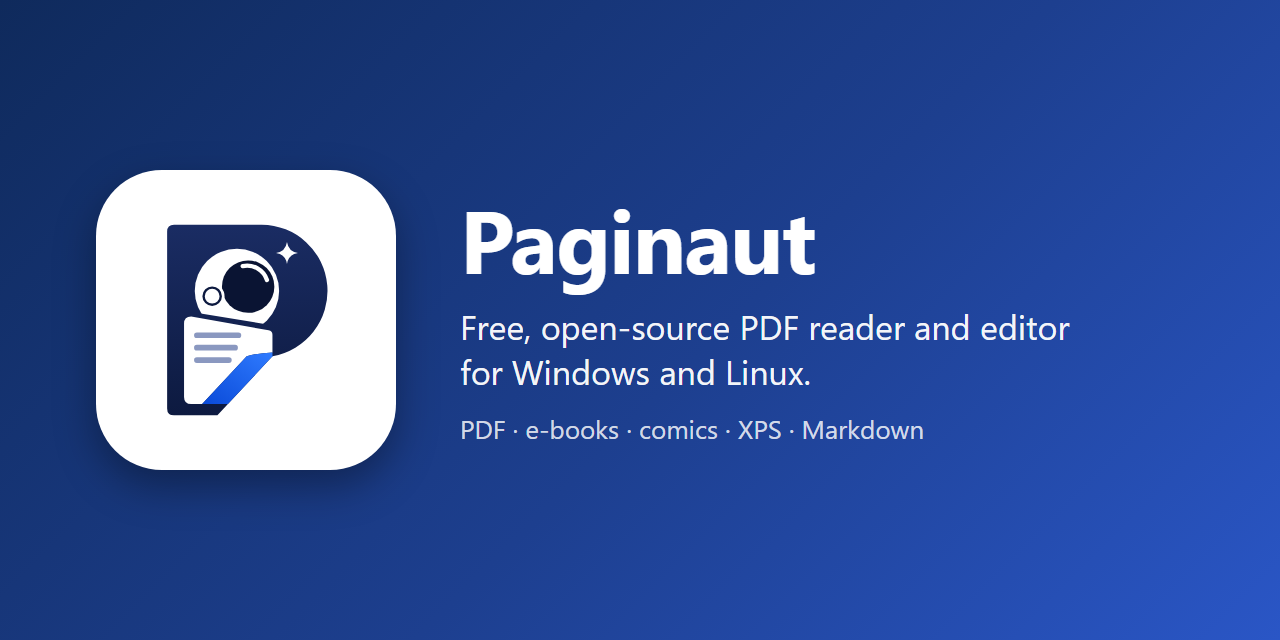 Paginaut
Free, open-source PDF reader and editor
for Windows and Linux.
PDF · e-books · comics · XPS · Markdown